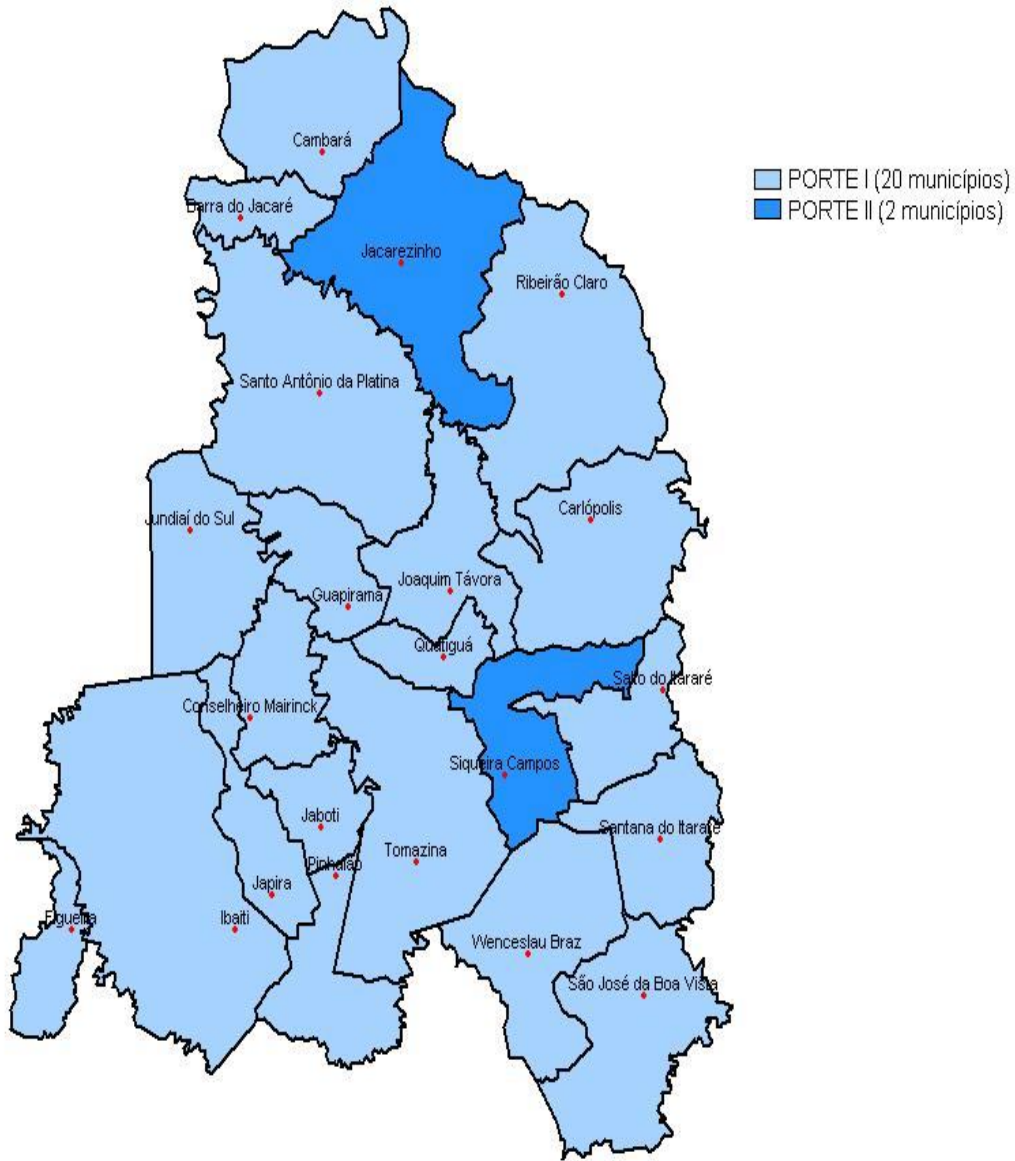 Cambará
PORTE I (20 municípios)
PORTE II (2 municípios)
Barra do Jacaré
Jacarezinho
Ribeirão Claro
Santo Antônio da Platina
Carlópolis
Jundiaí do Sul
Joaquim Távora
Guapirama
Quatiguá
Salto do Itararé
Conselheiro Mairinck
Siqueira Campos
Jaboti
Santana do Itararé
Tomazina
Pinhalão
Japira
Figueira
Ibaiti
Wenceslau Braz
São José da Boa Vista